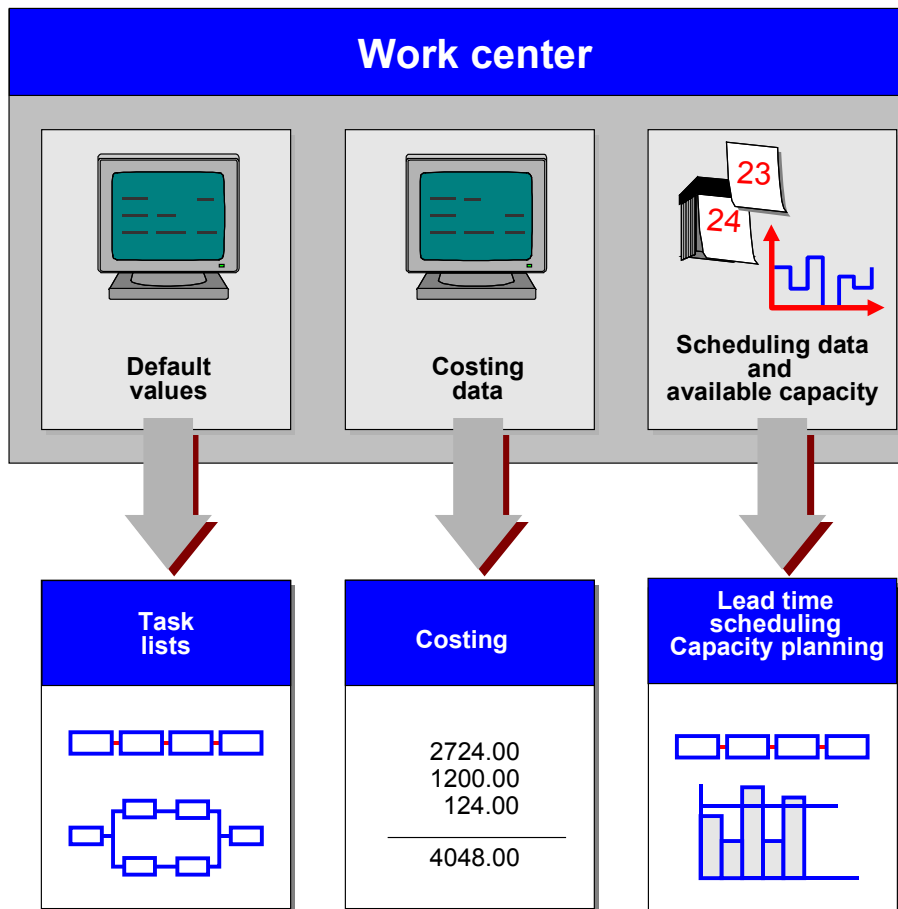 Work center
23
24
Default
values
Costing
data
Scheduling data
and
available capacity
Task
lists
Costing
Lead time
scheduling
Capacity planning
2724.00
1200.00
124.00
4048.00